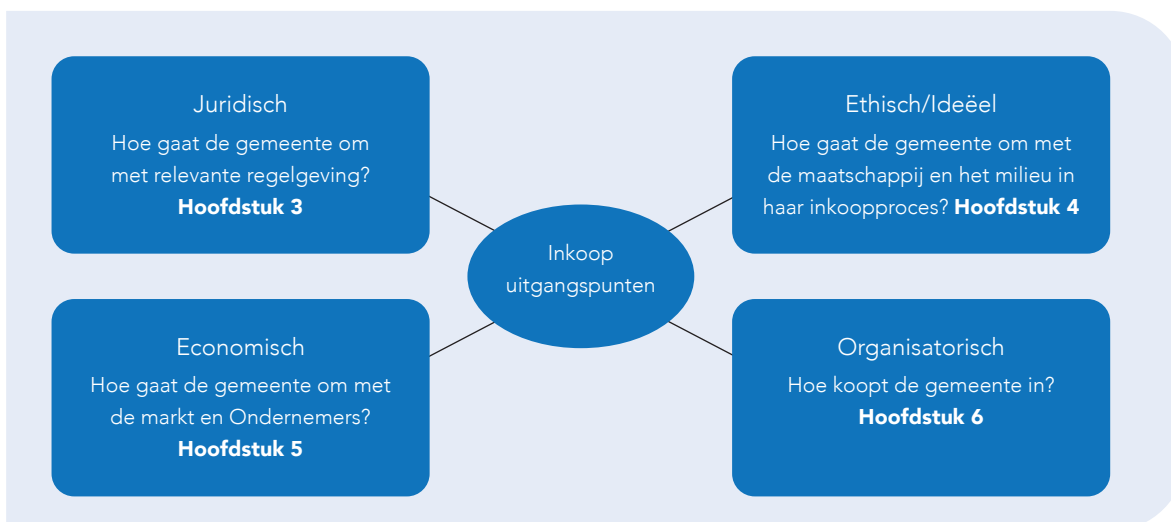 Juridisch
Hoe gaat de gemeente om
met relevante regelgeving?
Hoofdstuk 3
Ethisch/Ideëel
Hoe gaat de gemeente om met
de maatschappij en het milieu in
haar inkoopproces? Hoofdstuk 4
Inkoop
uitgangspunten
Economisch
Hoe gaat de gemeente om met
de markt en Ondernemers?
Hoofdstuk 5
Organisatorisch
Hoe koopt de gemeente in?
Hoofdstuk 6